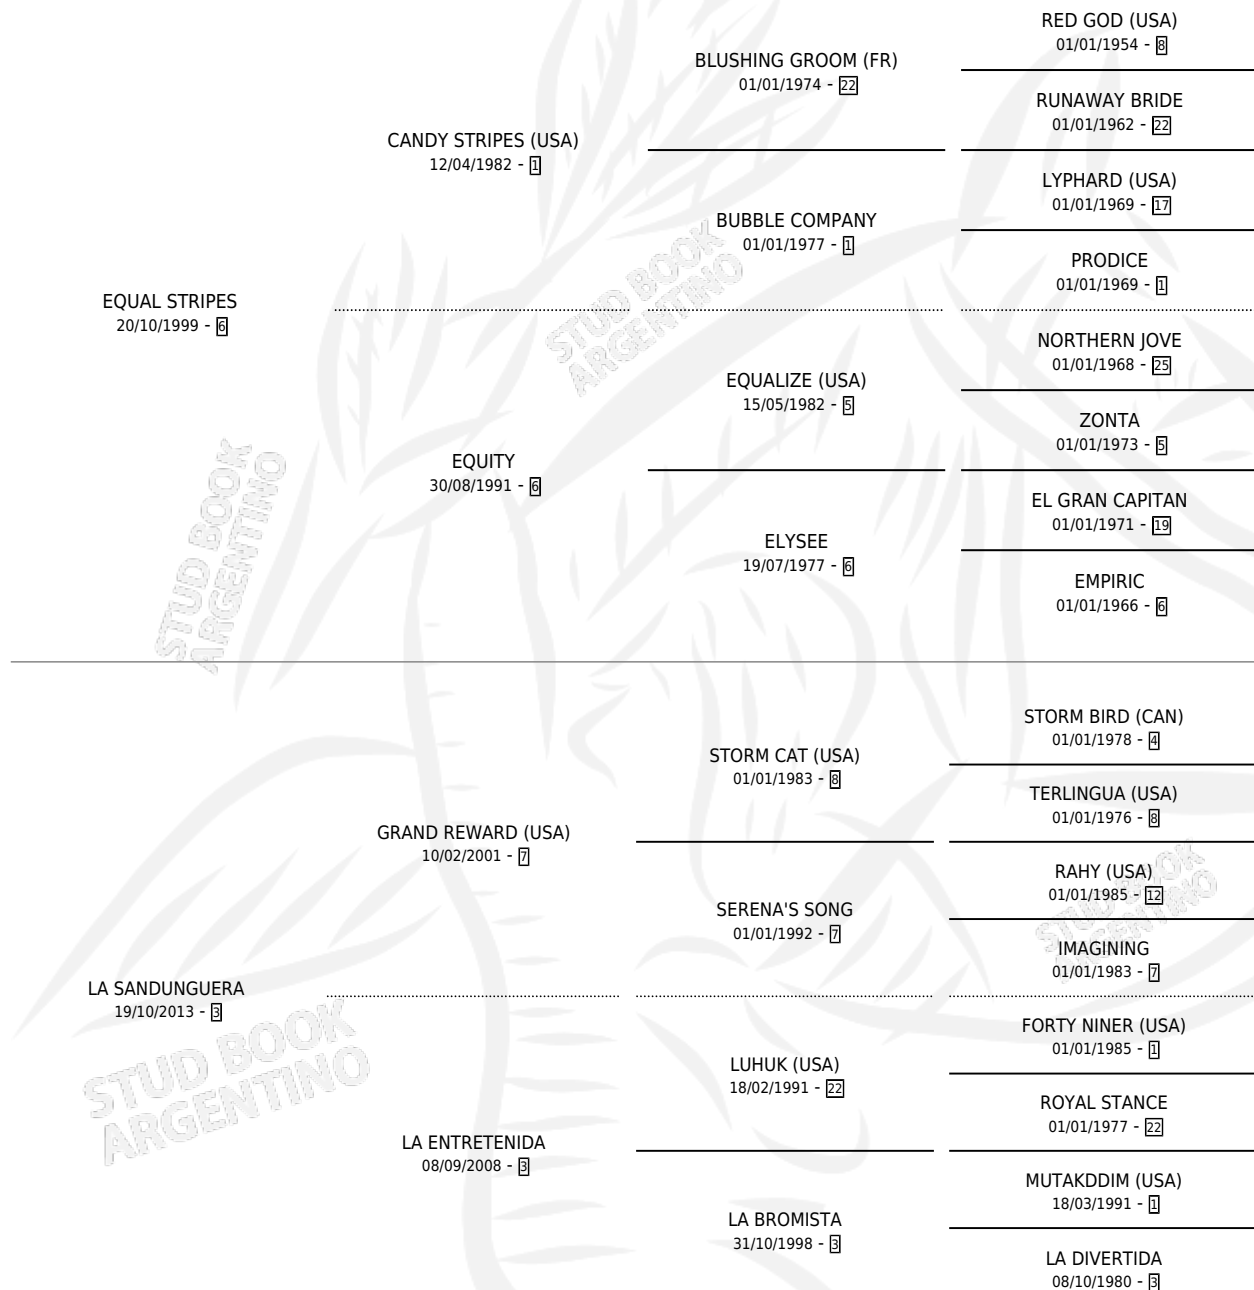 RED GOD (USA)
01/01/1954 - 8
BLUSHING GROOM (FR)
01/01/1974 - 22
RUNAWAY BRIDE
01/01/1962 - 22
CANDY STRIPES (USA)
12/04/1982 - 1
LYPHARD (USA)
01/01/1969 - 17
BUBBLE COMPANY
01/01/1977 - 1
PRODICE
01/01/1969 - 1
EQUAL STRIPES
20/10/1999 - 6
STUD BOOK
ARGENTINO
NORTHERN JOVE
01/01/1968 - 25
EQUALIZE (USA)
15/05/1982 - 5
ZONTA
01/01/1973 - 5
EQUITY
30/08/1991 - 6
EL GRAN CAPITAN
01/01/1971 - 19
ELYSEE
19/07/1977 - 6
EMPIRIC
01/01/1966 - 6
STUD BOOK
ARGENTINO
STORM BIRD (CAN)
01/01/1978 - 4
STORM CAT (USA)
01/01/1983 - 8
TERLINGUA (USA)
01/01/1976 - 8
GRAND REWARD (USA)
10/02/2001 - 7
RAHY (USA)
01/01/1985 - 12
STUD BOOK
ARGENTINO
SERENA'S SONG
01/01/1992 - 7
IMAGINING
01/01/1983 - 7
LA SANDUNGUERA
19/10/2013 - 3
STUD BOOK
ARGENTINO
FORTY NINER (USA)
01/01/1985 - 1
LUHUK (USA)
18/02/1991 - 22
ROYAL STANCE
01/01/1977 - 22
LA ENTRETENIDA
08/09/2008 - 3
MUTAKDDIM (USA)
18/03/1991 - 1
LA BROMISTA
31/10/1998 - 3
LA DIVERTIDA
08/10/1980 - 3